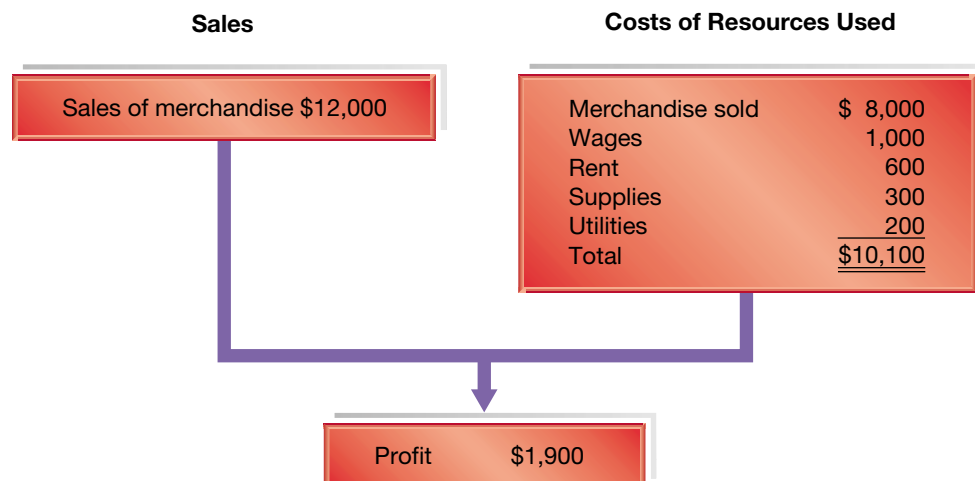 Sales
Costs of Resources Used
Sales of merchandise $12,000
Merchandise sold $ 8,000
Wages 1,000
Rent 600
Supplies 300
Utilities 200
Total $10,100
Profit $1,900